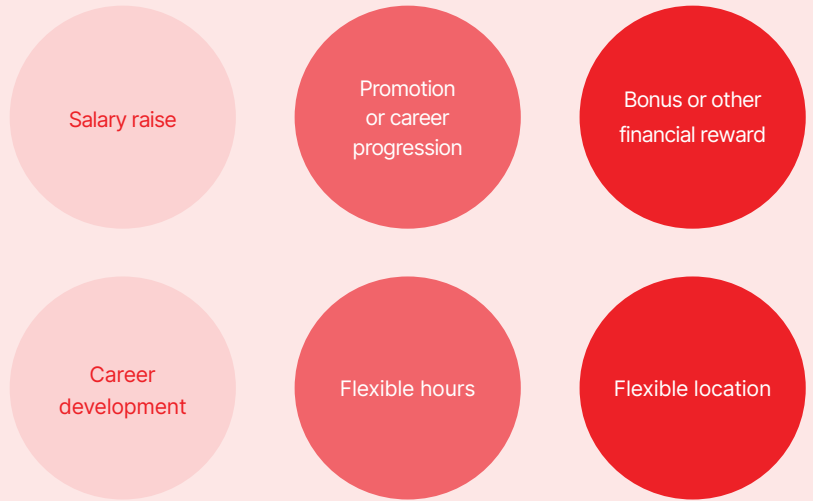 Salary raise
Promotion
or career
progression
Bonus or other
financial reward
Career
development
Flexible hours
Flexible location